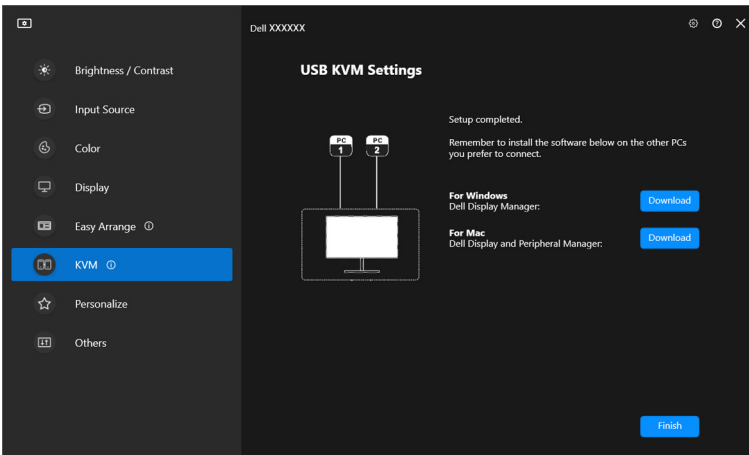 Dell XXXXXX
Brightness / Contrast
Input Source
Color
Display
Easy Arrange
KVM
Personalize
Others
USB KVM Settings
PC
1
PC
2
Setup completed.
Remember to install the software below on the other PCs
you prefer to connect.
For Windows
Dell Display Manager:
Download
For Mac
Dell Display and Peripheral Manager:
Download
Finish